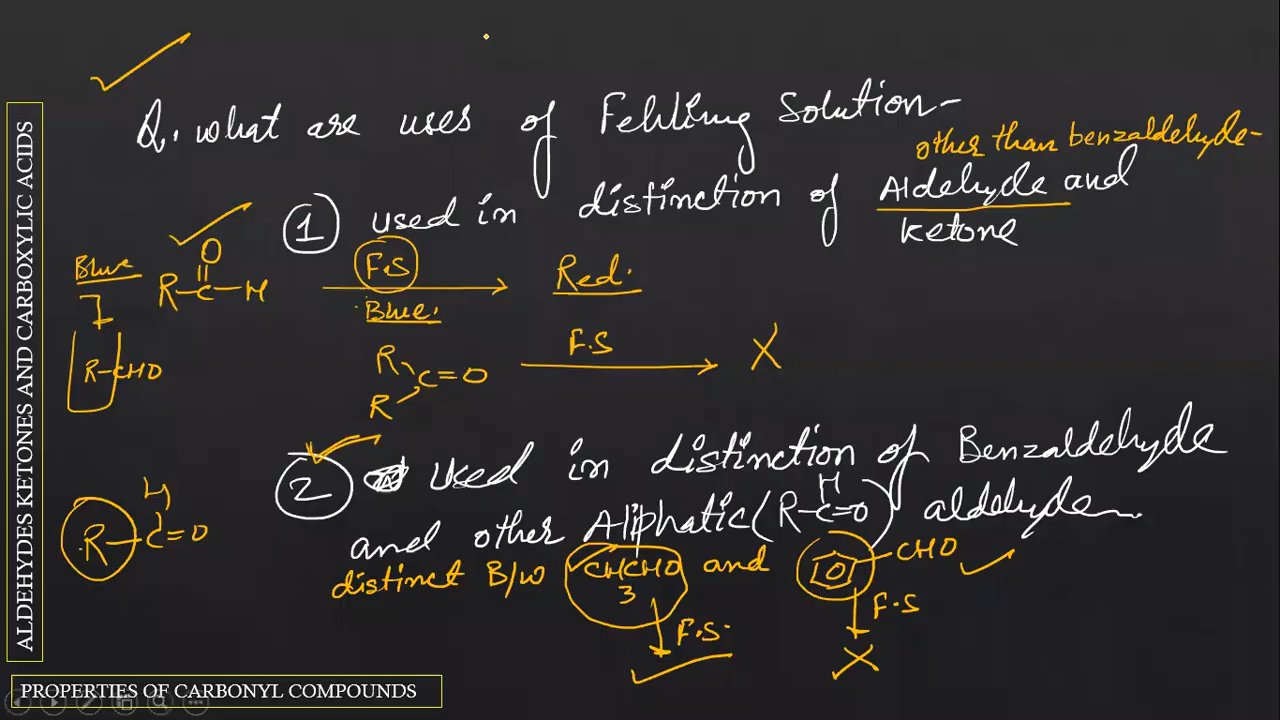 Q. what are uses of Fehling Solution-
other than benzaldehyde-
1 used in distinction of Aldehyde and
ketone
Blue
R-C-H
O
F.S
Blue.
Red.
R-CHO
R
R
C=O
F.S
X
2 Used in distinction of Benzaldehyde
and other Aliphatic (R-C=O) aldehyde.
H
H
R-C=O
distinct B/w CHCHO and CHO
3
F.S.
F.S
X
ALDEHYDES KETONES AND CARBOXYLIC ACIDS
PROPERTIES OF CARBONYL COMPOUNDS